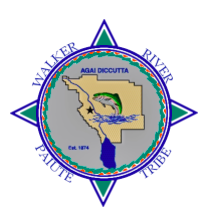 WALKER RIVER
AGAI DICCUTTA
Est. 1874
PAIUTE TRIBE